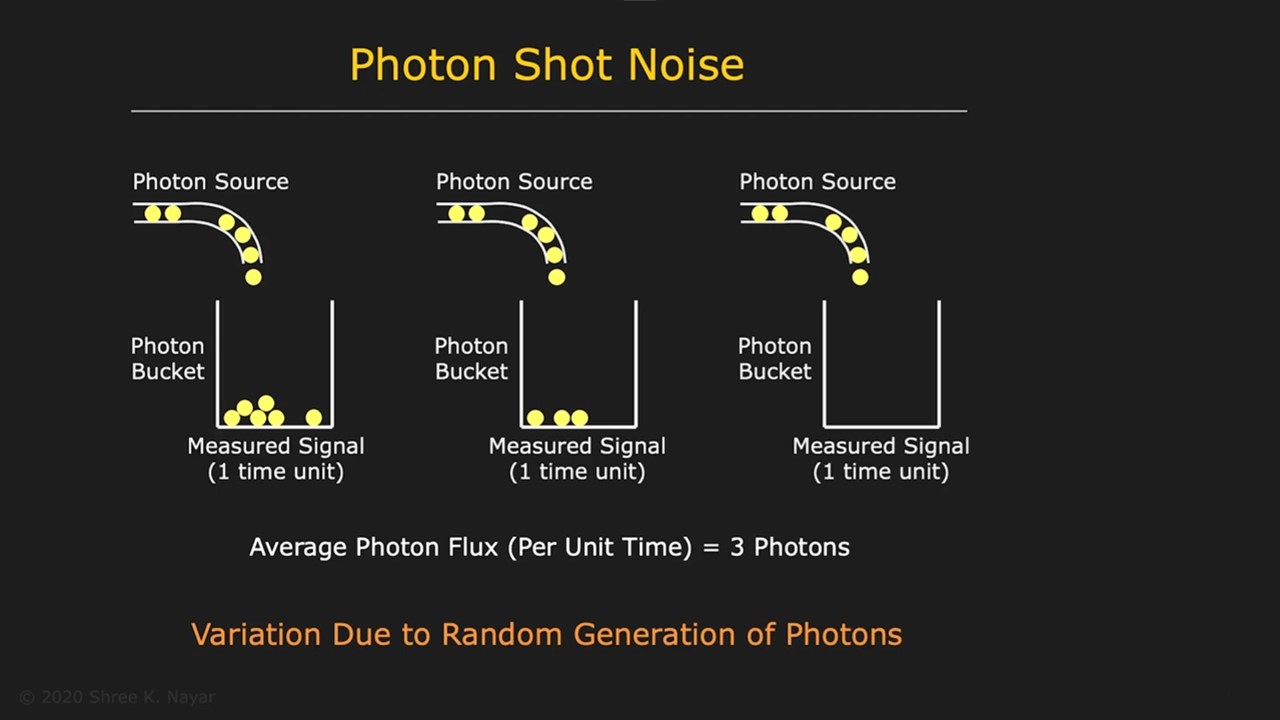 Photon Shot Noise
Photon Source
Photon Source
Photon Source
Photon
Bucket
Photon
Bucket
Photon
Bucket
Measured Signal
(1 time unit)
Measured Signal
(1 time unit)
Measured Signal
(1 time unit)
Average Photon Flux (Per Unit Time) = 3 Photons
Variation Due to Random Generation of Photons
© 2020 Shree K. Nayar